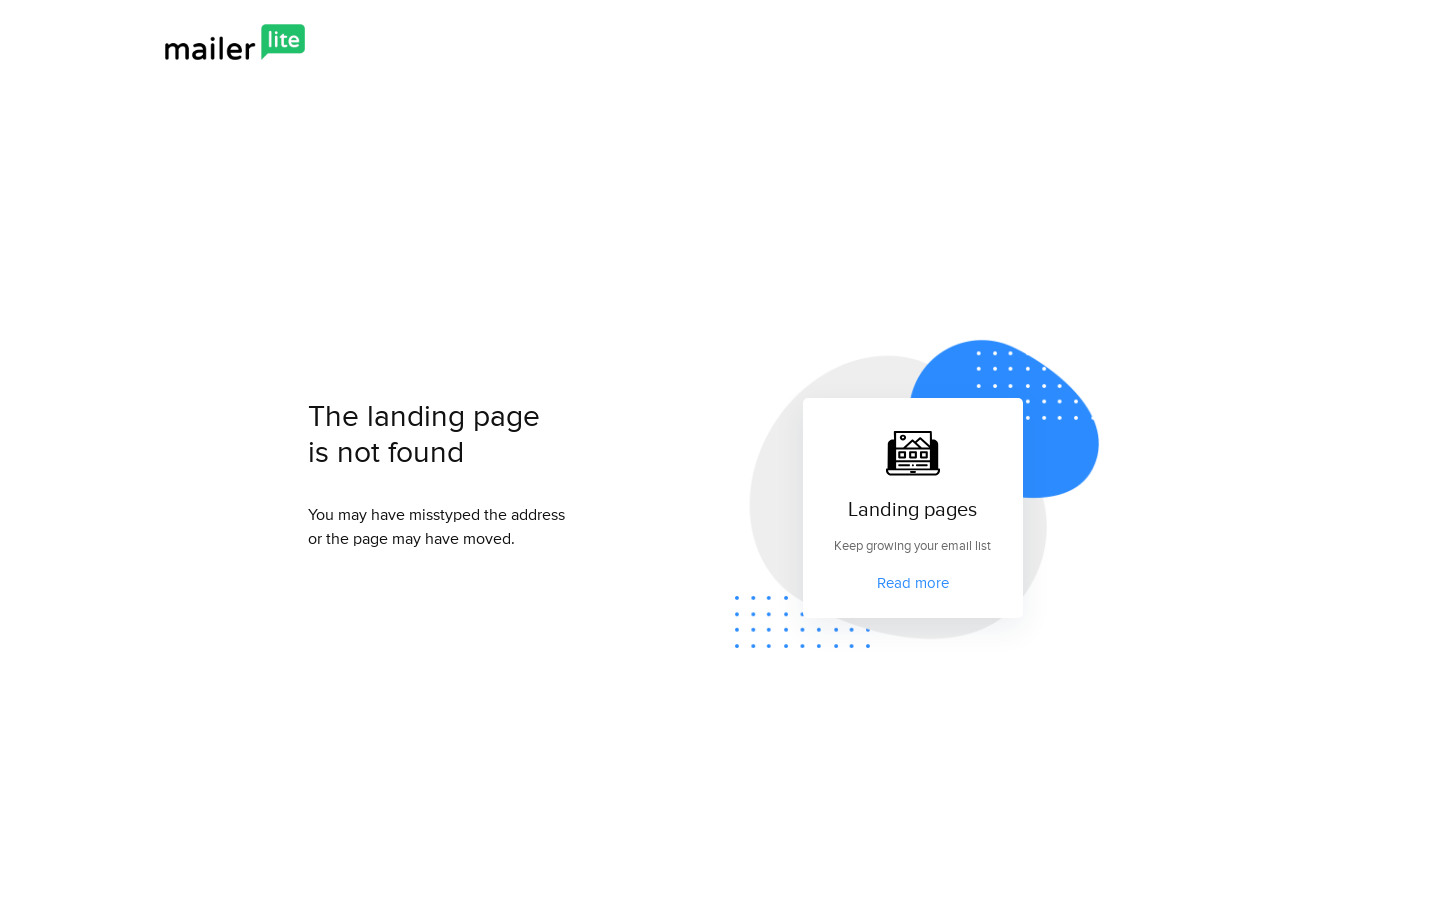 mailer lite
The landing page
is not found
You may have misstyped the address
or the page may have moved.
Landing pages
Keep growing your email list
Read more